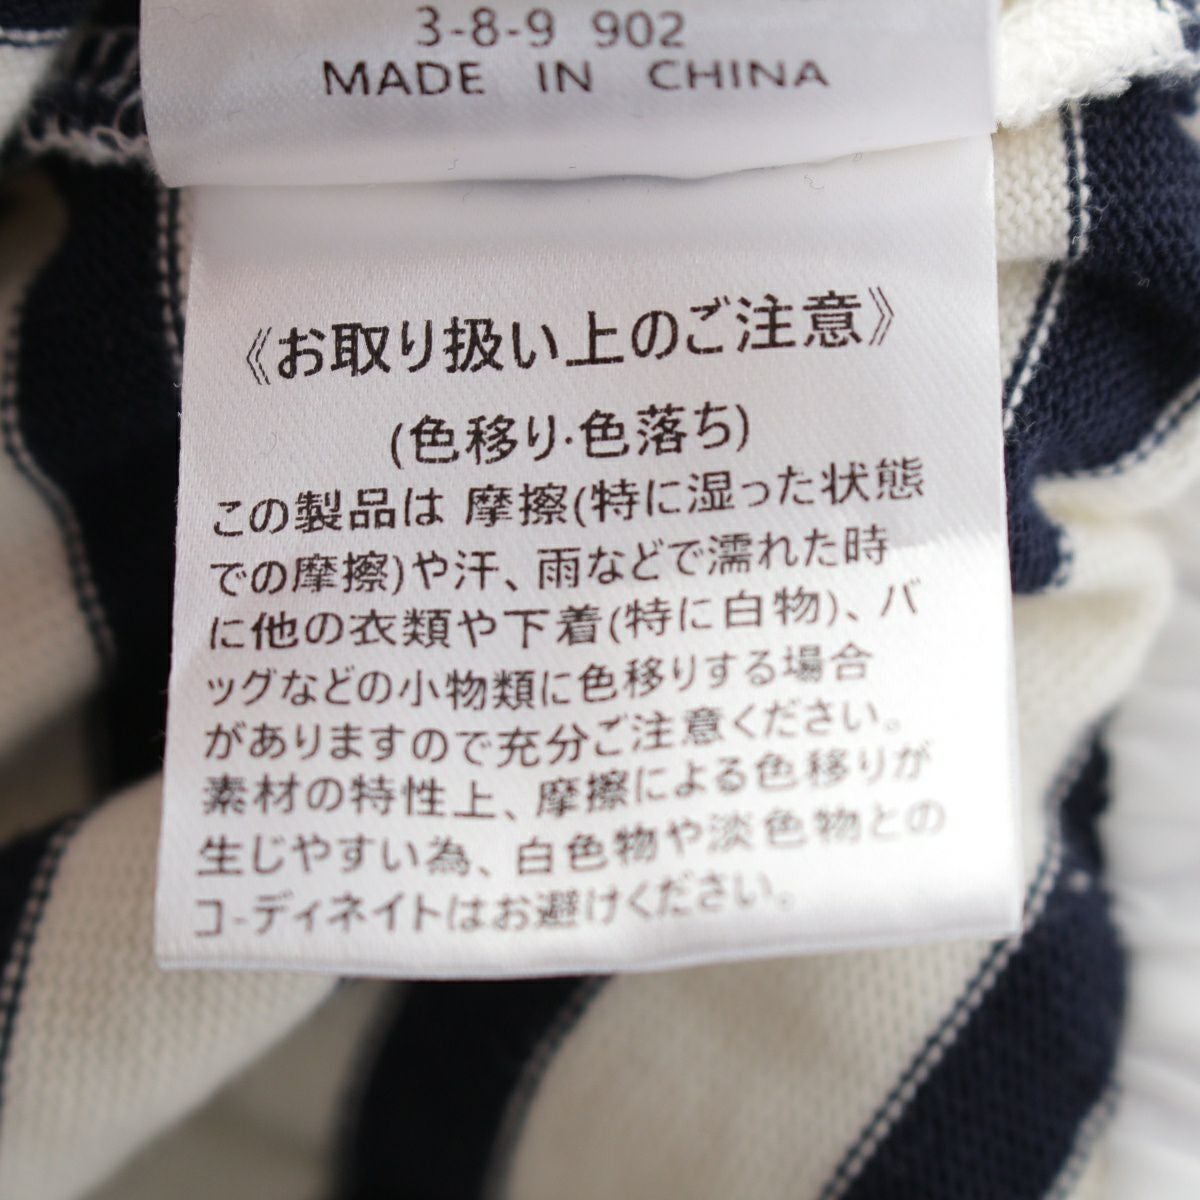 3-8-9 902
MADE IN CHINA
《お取り扱い上のご注意》
(色移り·色落ち)
この製品は 摩擦(特に湿った状態
での摩擦)や汗、雨などで濡れた時
に他の衣類や下着(特に白物)、バ
ッグなどの小物類に色移りする場合
がありますので充分ご注意ください。
素材の特性上、摩擦による色移りが
生じやすい為、白色物や淡色物との
コ-ディネイトはお避けください。